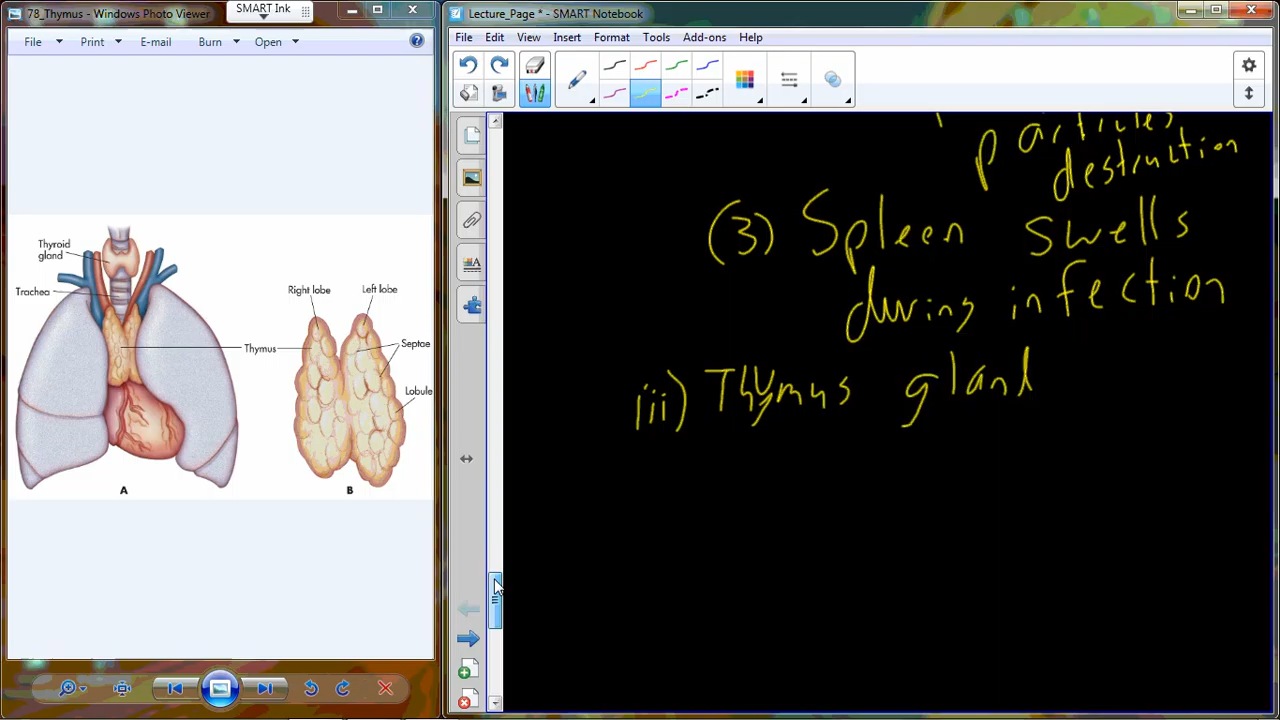 78_Thymus - Windows Photo Viewer
SMART Ink
File Print E-mail Burn Open
Thyroid
gland
Trachea
Right lobe
Left lobe
Thymus
Septae
Lobule
A
B
Lecture_Page * - SMART Notebook
File Edit View Insert Format Tools Add-ons Help
particles
destruction
(3) Spleen swells
during infection
iii) Thymus gland